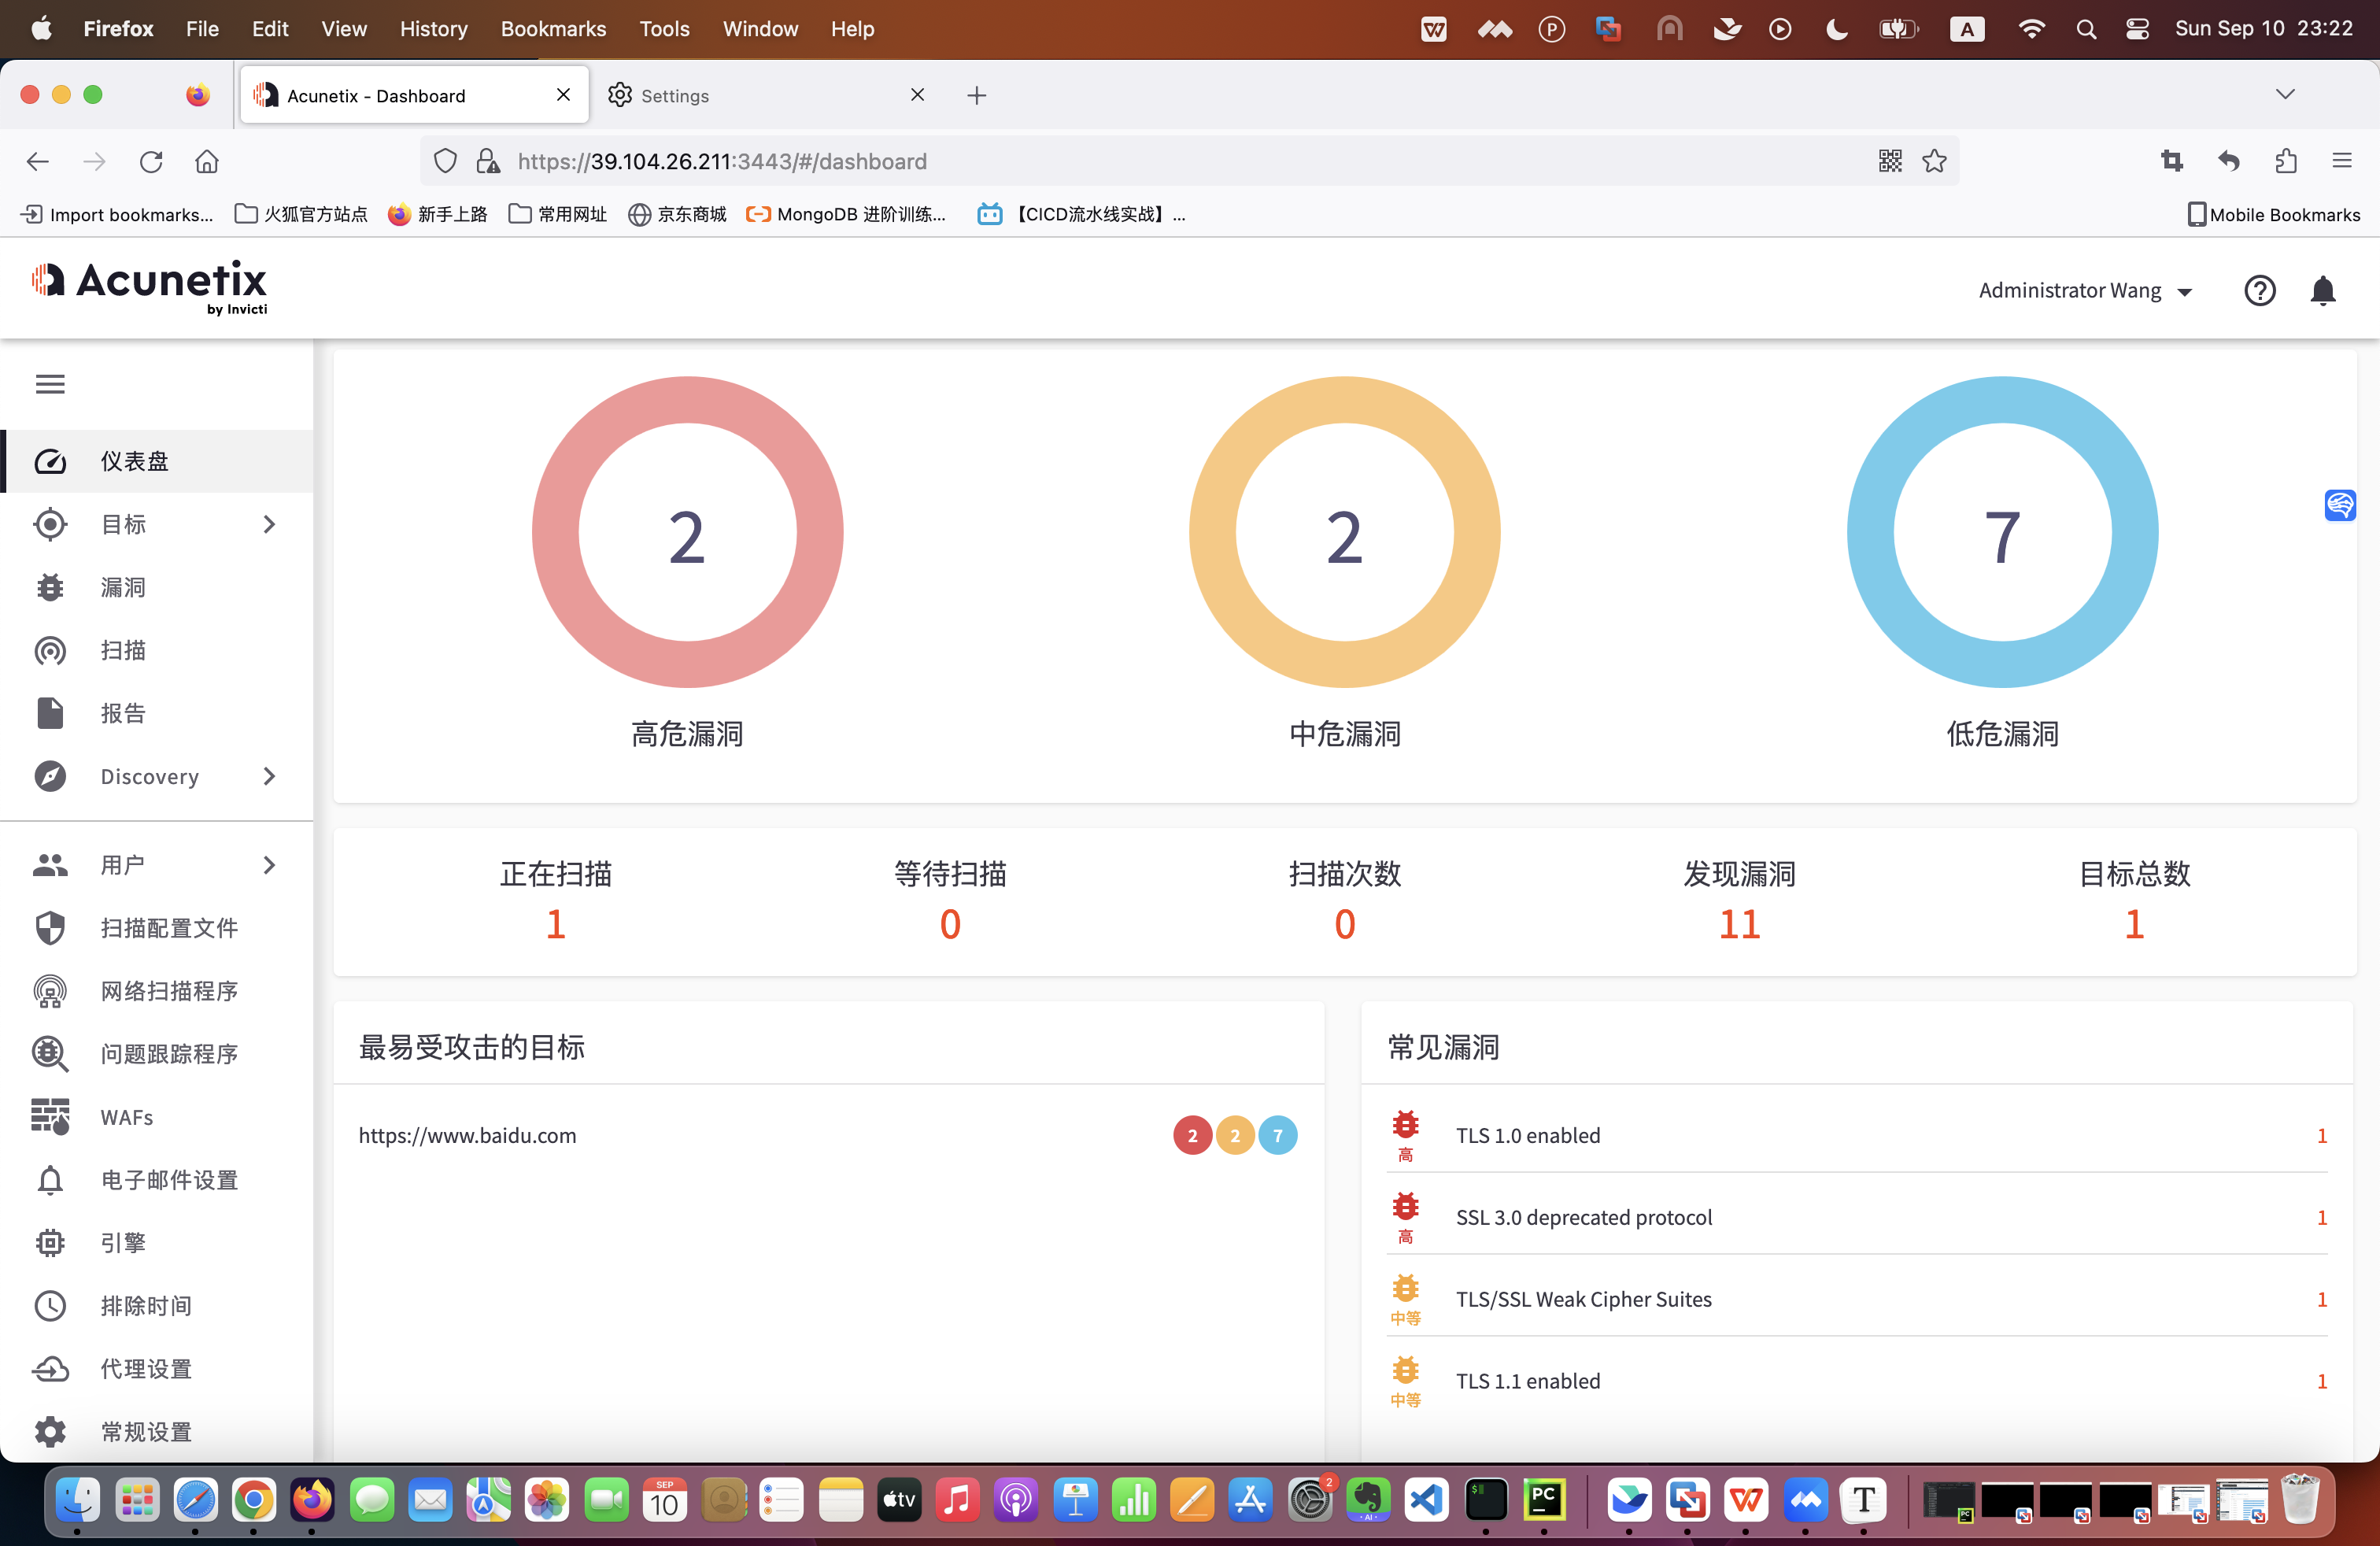 Firefox File Edit View History Bookmarks Tools Window Help
A
Sun Sep 10 23:22
Acunetix - Dashboard
Settings
https://39.104.26.211:3443/#/dashboard
Import bookmarks...
火狐官方站点
新手上路
常用网址
京东商城
MongoDB 进阶训练...
【CICD流水线实战】...
Mobile Bookmarks
Acunetix
by Invicti
Administrator Wang
仪表盘
目标
漏洞
扫描
报告
Discovery
用户
扫描配置文件
网络扫描程序
问题跟踪程序
WAFs
电子邮件设置
引擎
排除时间
代理设置
常规设置
2
高危漏洞
2
中危漏洞
7
低危漏洞
正在扫描
1
等待扫描
0
扫描次数
0
发现漏洞
11
目标总数
1
最易受攻击的目标
https://www.baidu.com
2 2 7
常见漏洞
高
TLS 1.0 enabled
1
高
SSL 3.0 deprecated protocol
1
中等
TLS/SSL Weak Cipher Suites
1
中等
TLS 1.1 enabled
1
SEP
10
tv
2
AI
PC
T